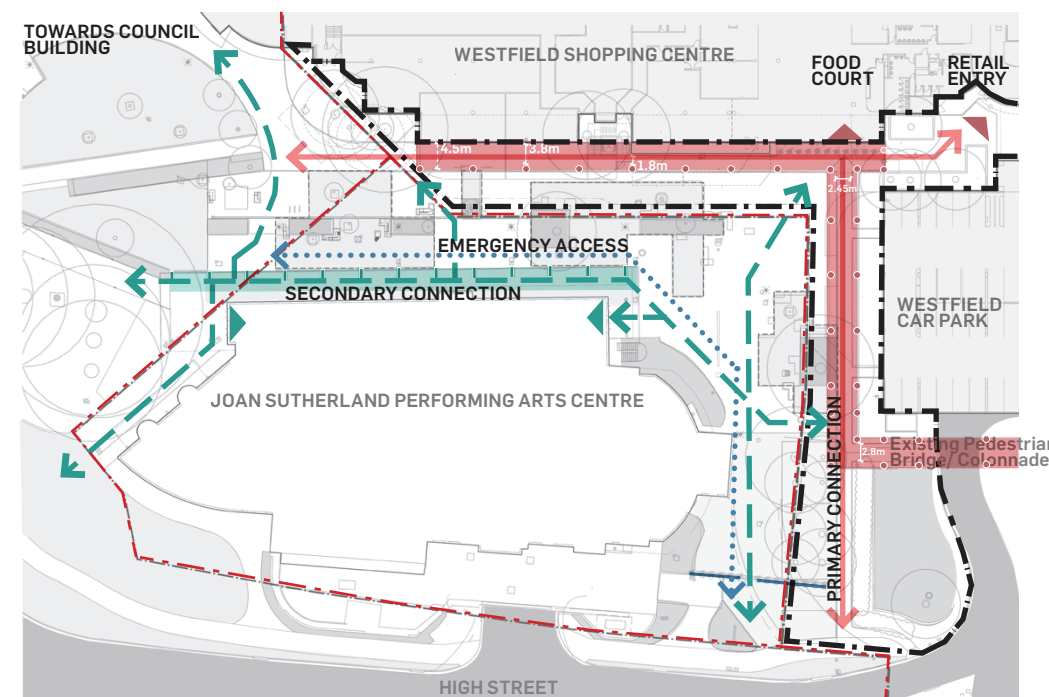 TOWARDS COUNCIL
BUILDING
WESTFIELD SHOPPING CENTRE
FOOD
COURT
RETAIL
ENTRY
4.5m
3.8m
1.8m
2.45m
EMERGENCY ACCESS
SECONDARY CONNECTION
WESTFIELD
CAR PARK
JOAN SUTHERLAND PERFORMING ARTS CENTRE
PRIMARY CONNECTION
Existing Pedestrian
Bridge/ Colonnade
2.8m
HIGH STREET